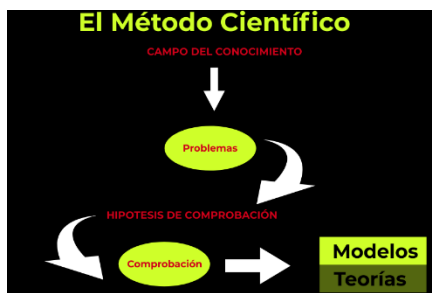 El Método Científico
CAMPO DEL CONOCIMIENTO
Problemas
HIPOTESIS DE COMPROBACIÓN
Comprobación
Modelos
Teorías